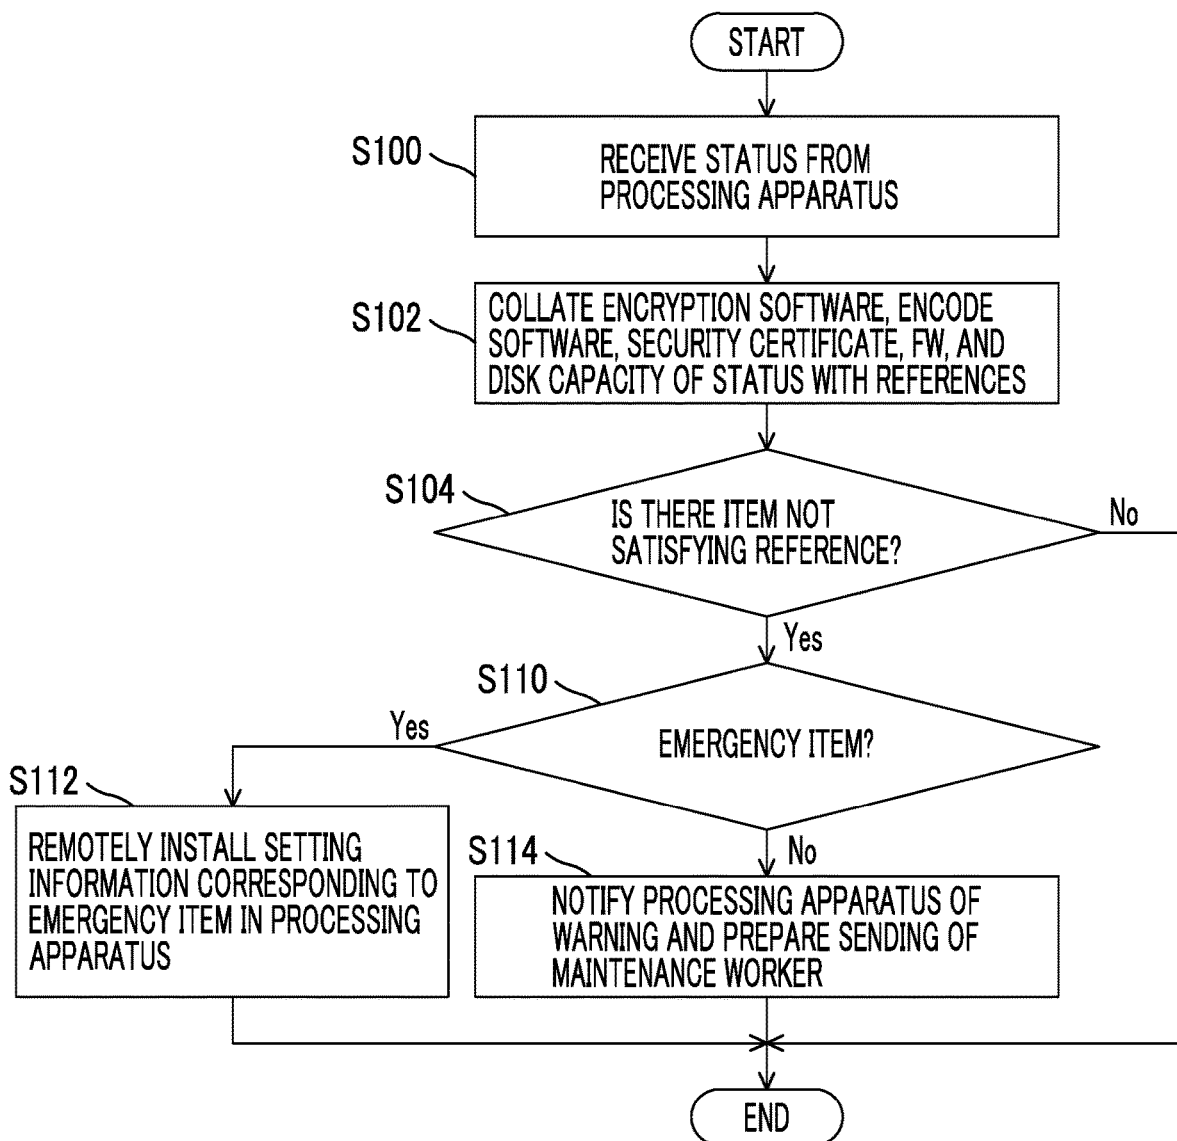 START
S100
RECEIVE STATUS FROM
PROCESSING APPARATUS
S102
COLLATE ENCRYPTION SOFTWARE, ENCODE
SOFTWARE, SECURITY CERTIFICATE, FW, AND
DISK CAPACITY OF STATUS WITH REFERENCES
S104
IS THERE ITEM NOT
SATISFYING REFERENCE?
No
Yes
S110
EMERGENCY ITEM?
Yes
No
S112
REMOTELY INSTALL SETTING
INFORMATION CORRESPONDING TO
EMERGENCY ITEM IN PROCESSING
APPARATUS
S114
NOTIFY PROCESSING APPARATUS OF
WARNING AND PREPARE SENDING OF
MAINTENANCE WORKER
END